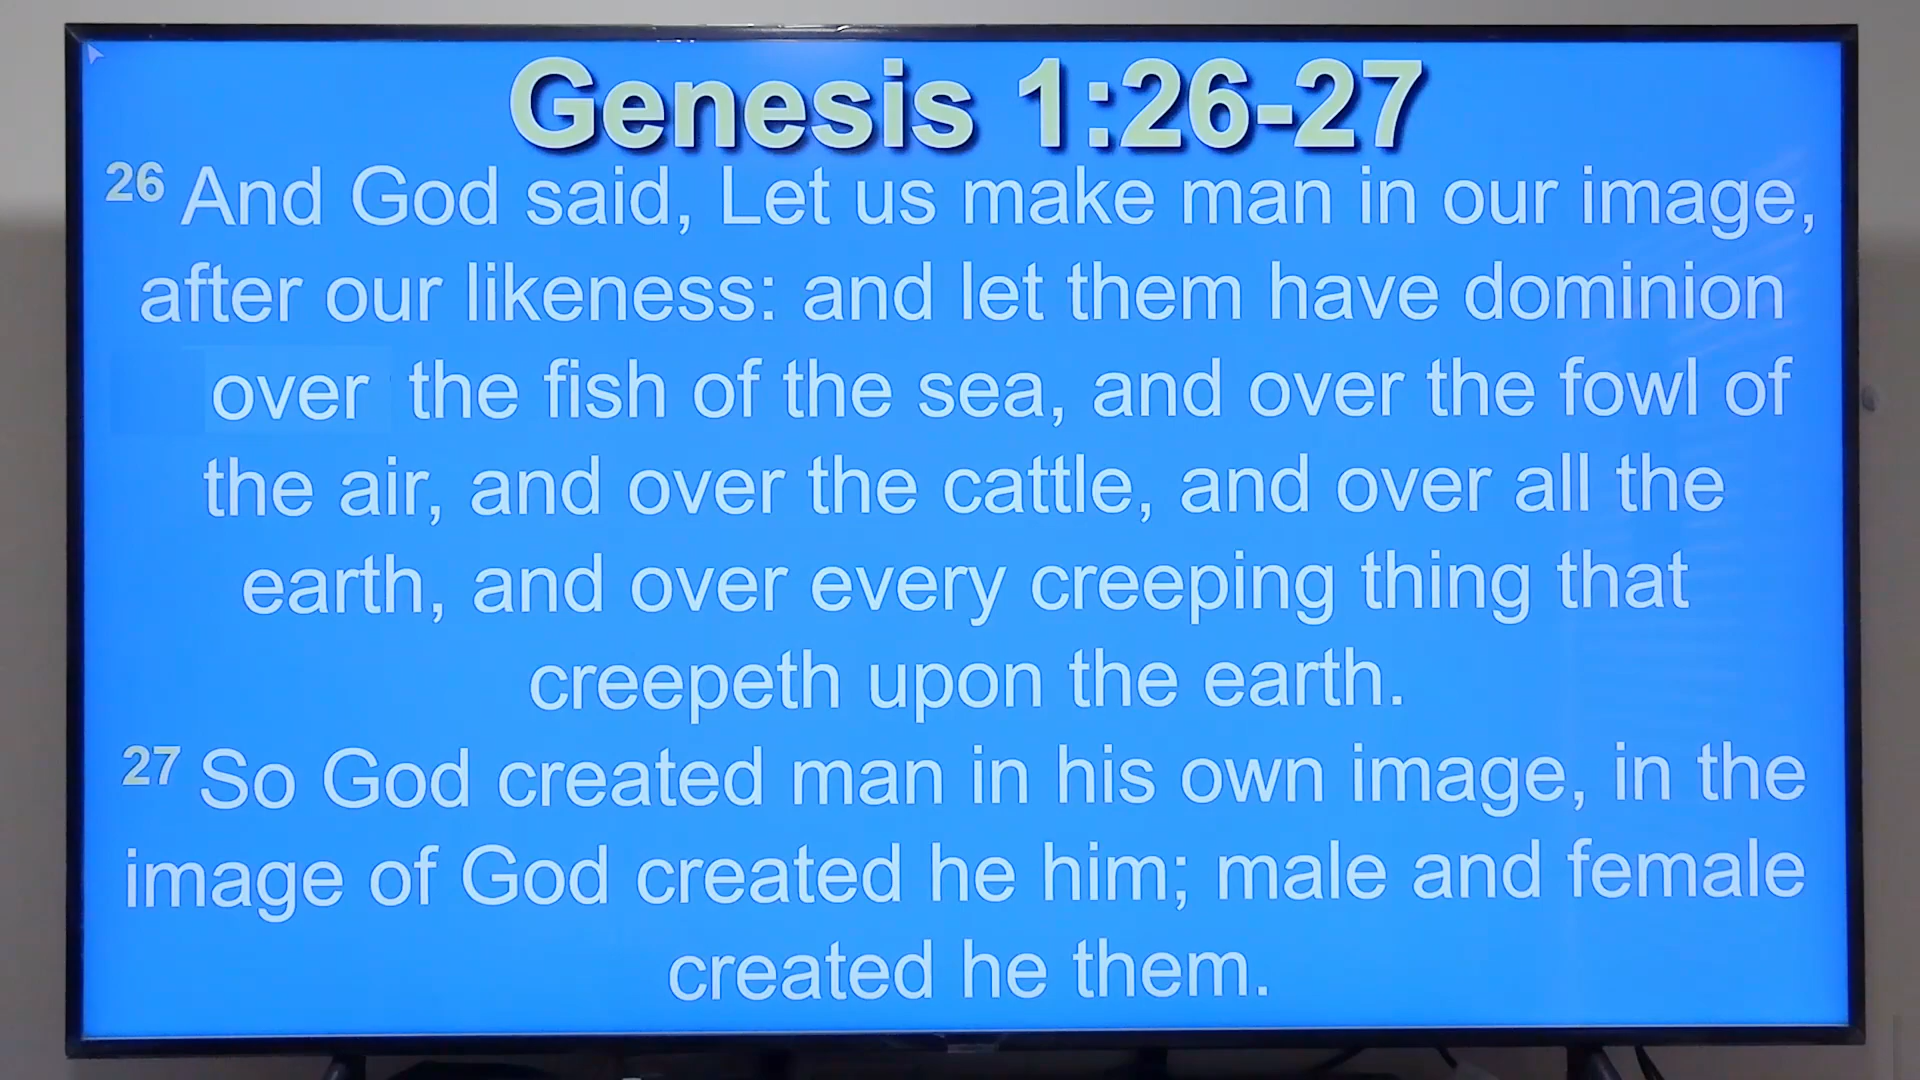 Genesis 1:26-27
26 And God said, Let us make man in our image,
after our likeness: and let them have dominion
over the fish of the sea, and over the fowl of
the air, and over the cattle, and over all the
earth, and over every creeping thing that
creepeth upon the earth.
27 So God created man in his own image, in the
image of God created he him; male and female
created he them.